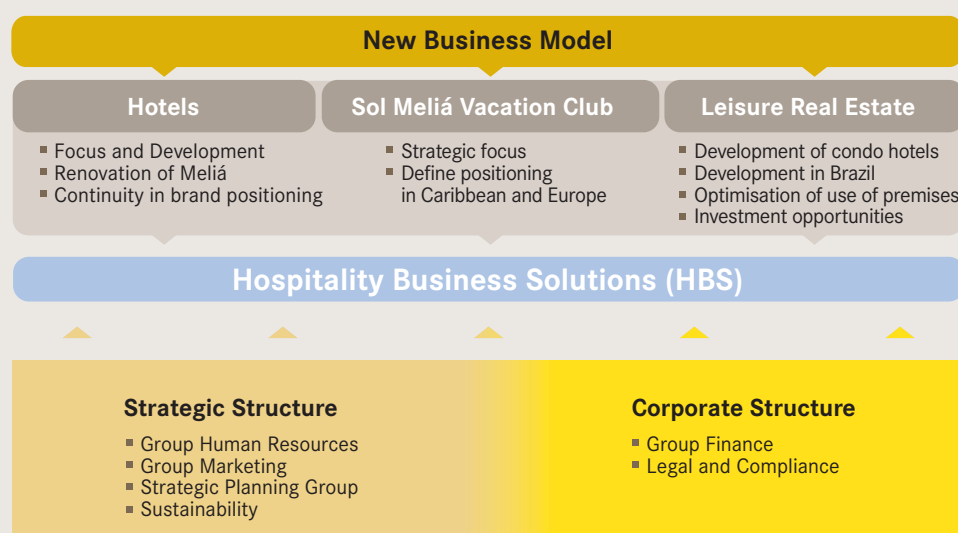 New Business Model
Hotels
Focus and Development
Renovation of Meliá
Continuity in brand positioning
Sol Meliá Vacation Club
Strategic focus
Define positioning
in Caribbean and Europe
Leisure Real Estate
Development of condo hotels
Development in Brazil
Optimisation of use of premises
Investment opportunities
Hospitality Business Solutions (HBS)
Strategic Structure
Group Human Resources
Group Marketing
Strategic Planning Group
Sustainability
Corporate Structure
Group Finance
Legal and Compliance